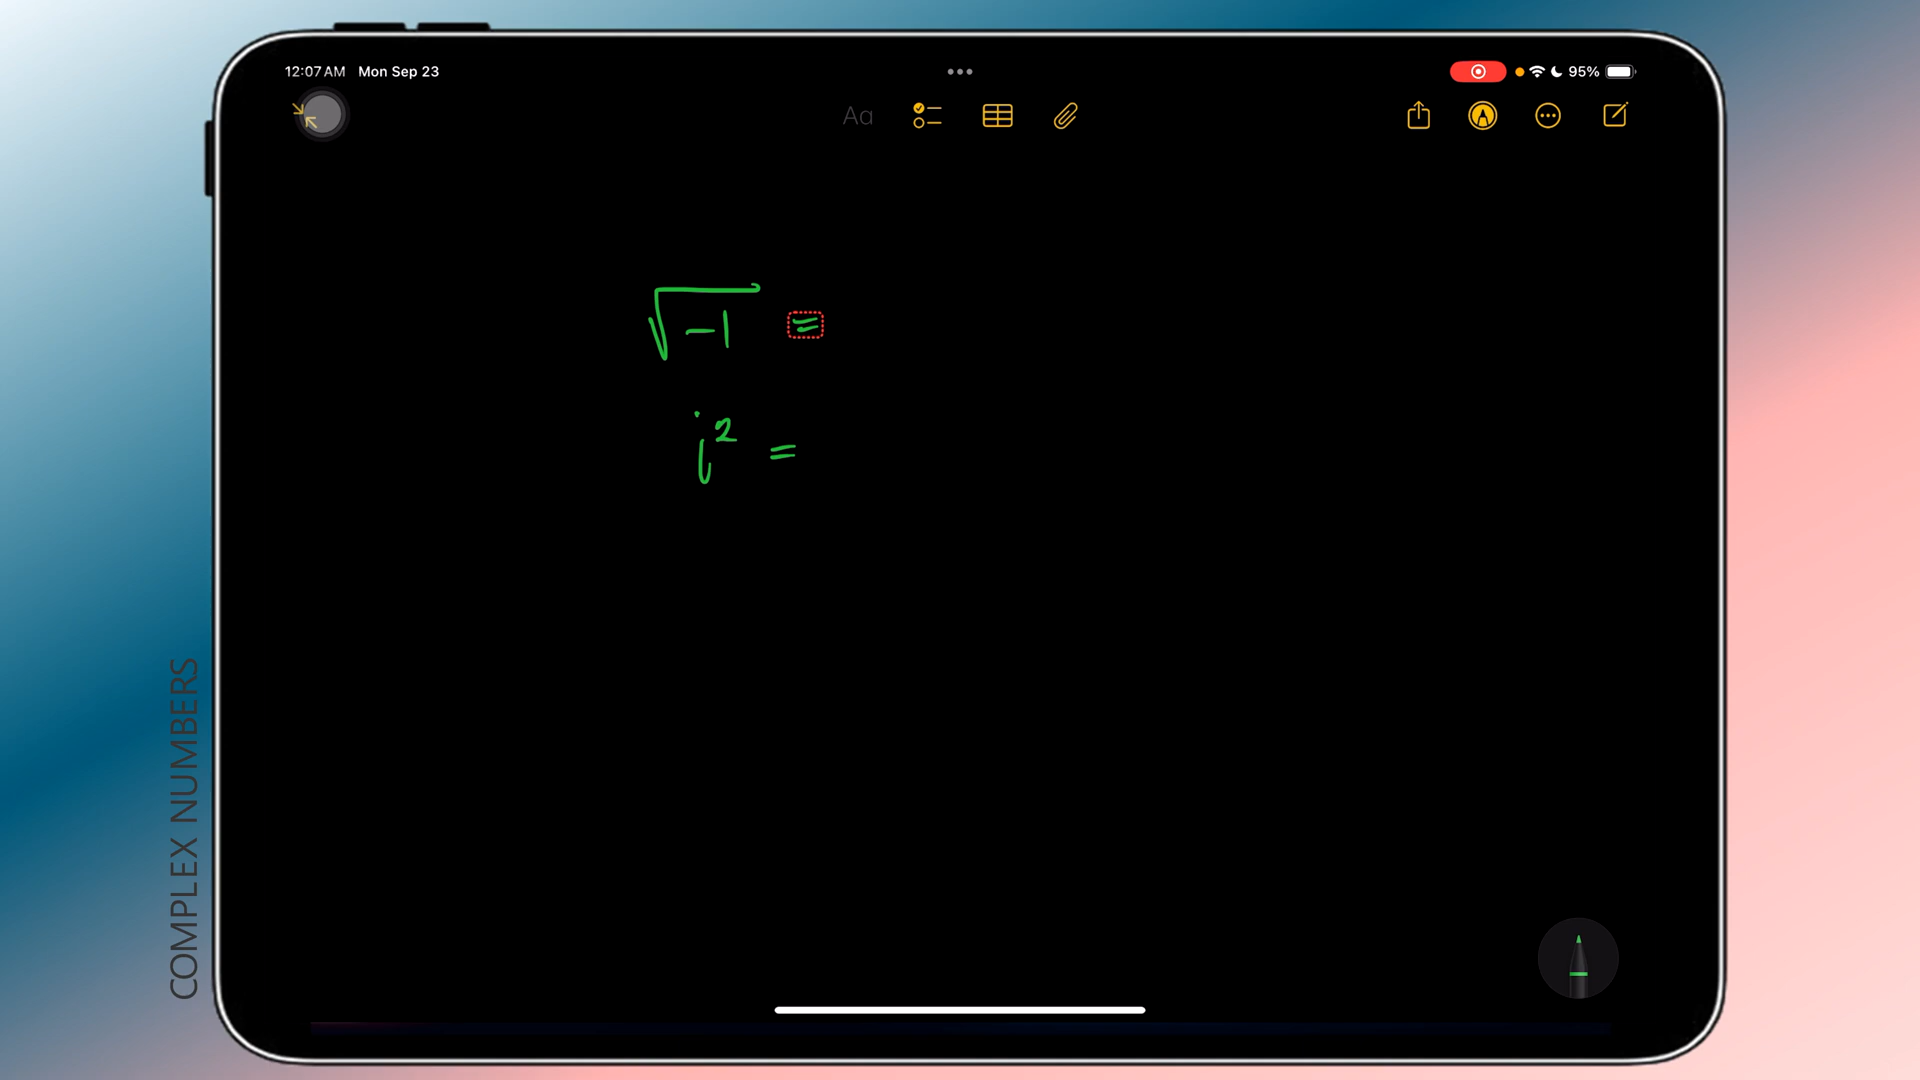 12:07 AM Mon Sep 23
95%
Aa
√-1 =
i² =
COMPLEX NUMBERS